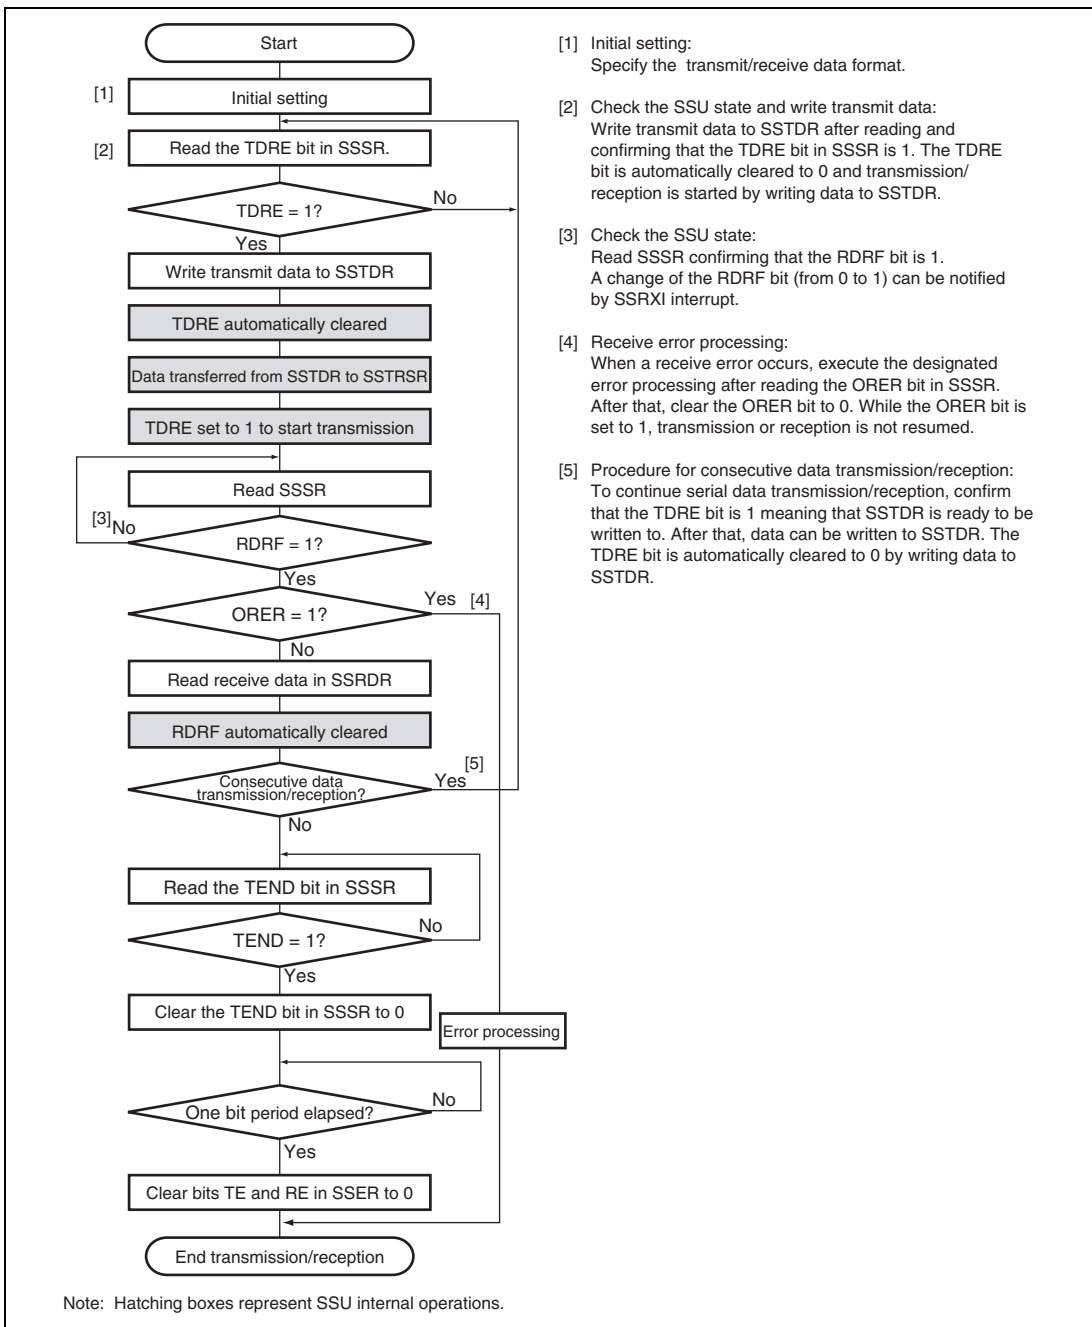 Start
[1]
Initial setting
[2]
Read the TDRE bit in SSSR.
TDRE = 1?
No
Yes
Write transmit data to SSTDR
TDRE automatically cleared
Data transferred from SSTDR to SSTRSR
TDRE set to 1 to start transmission
Read SSSR
[3]
No
RDRF = 1?
Yes
ORER = 1?
Yes [4]
No
Read receive data in SSRDR
RDRF automatically cleared
Consecutive data
transmission/reception?
[5]
Yes
No
Read the TEND bit in SSSR
TEND = 1?
No
Yes
Clear the TEND bit in SSSR to 0
Error processing
One bit period elapsed?
No
Yes
Clear bits TE and RE in SSER to 0
End transmission/reception
[1] Initial setting:
Specify the transmit/receive data format.
[2] Check the SSU state and write transmit data:
Write transmit data to SSTDR after reading and
confirming that the TDRE bit in SSSR is 1. The TDRE
bit is automatically cleared to 0 and transmission/
reception is started by writing data to SSTDR.
[3] Check the SSU state:
Read SSSR confirming that the RDRF bit is 1.
A change of the RDRF bit (from 0 to 1) can be notified
by SSRXI interrupt.
[4] Receive error processing:
When a receive error occurs, execute the designated
error processing after reading the ORER bit in SSSR.
After that, clear the ORER bit to 0. While the ORER bit is
set to 1, transmission or reception is not resumed.
[5] Procedure for consecutive data transmission/reception:
To continue serial data transmission/reception, confirm
that the TDRE bit is 1 meaning that SSTDR is ready to be
written to. After that, data can be written to SSTDR. The
TDRE bit is automatically cleared to 0 by writing data to
SSTDR.
Note: Hatching boxes represent SSU internal operations.